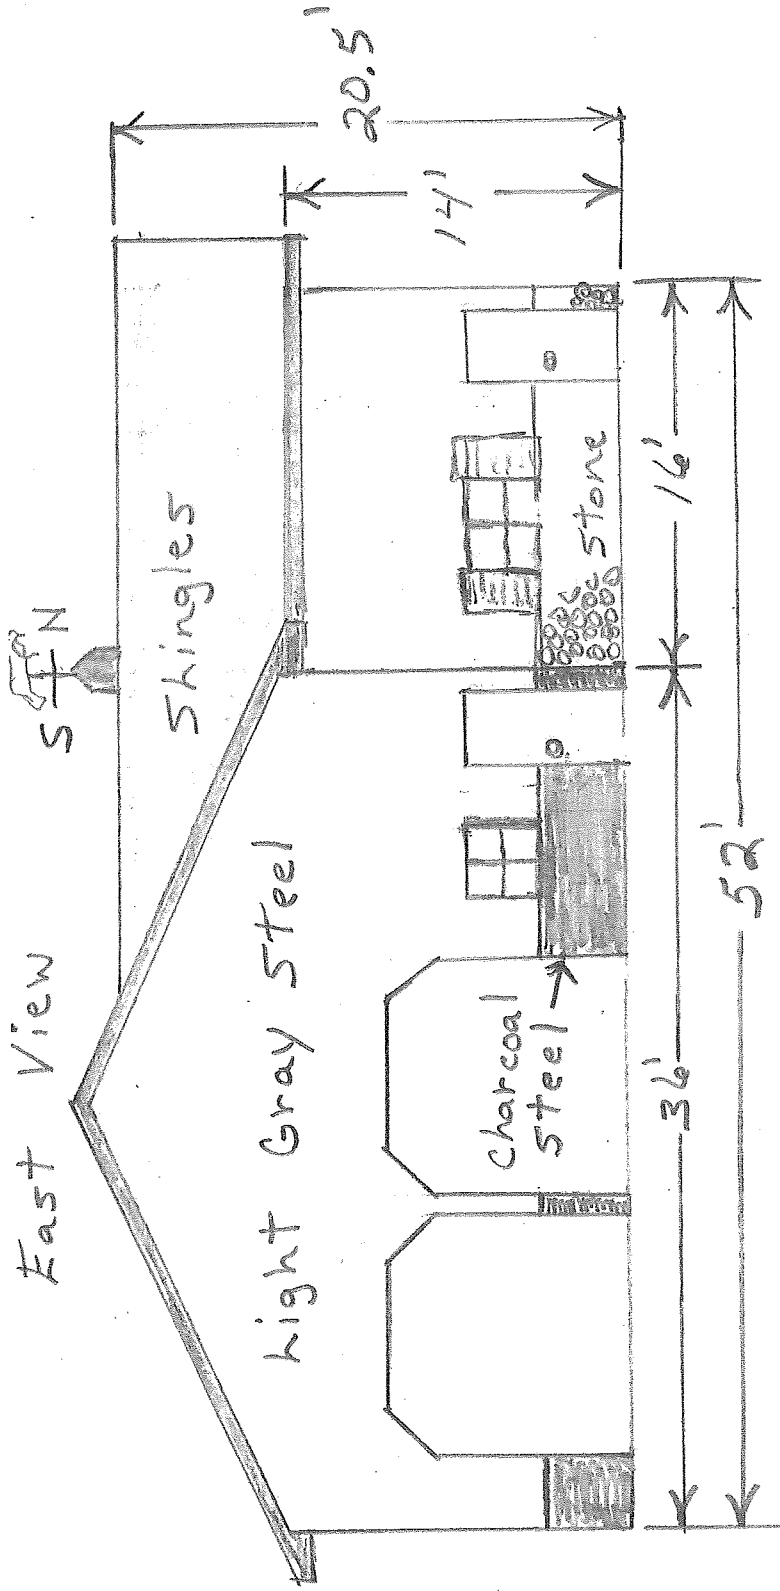 East View
S N
Shingles
20.5'
Light Gray Steel
14'
Charcoal
Steel
Stone
36'
16'
52'